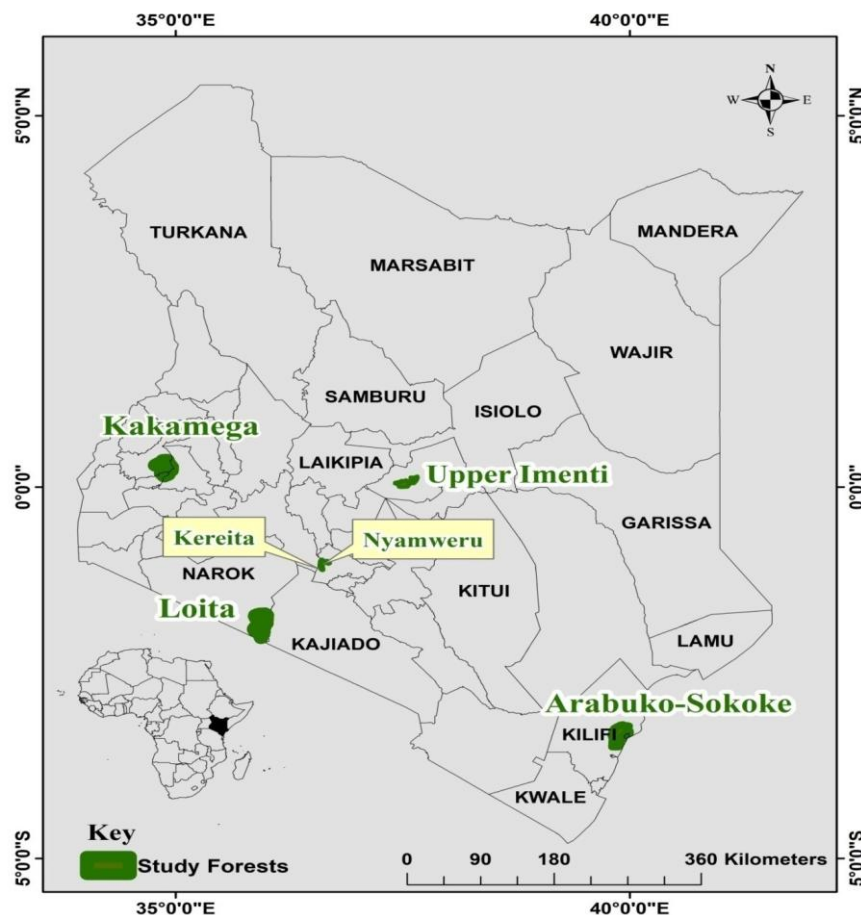 35°0'0"E 40°0'0"E
N
W E
S
5°0'0"N 5°0'0"N
TURKANA
MANDERA
MARSABIT
WAJIR
SAMBURU
ISIOLO
Kakamega
LAIKIPIA
Upper Imenti
0°0'0" 0°0'0"
GARISSA
Kereita Nyamweru
NAROK
KITUI
Loita
KAJIADO
LAMU
Arabuko-Sokoke
KILIFI
KWALE
Key
Study Forests
0 90 180 360 Kilometers
5°0'0"S 5°0'0"S
35°0'0"E 40°0'0"E